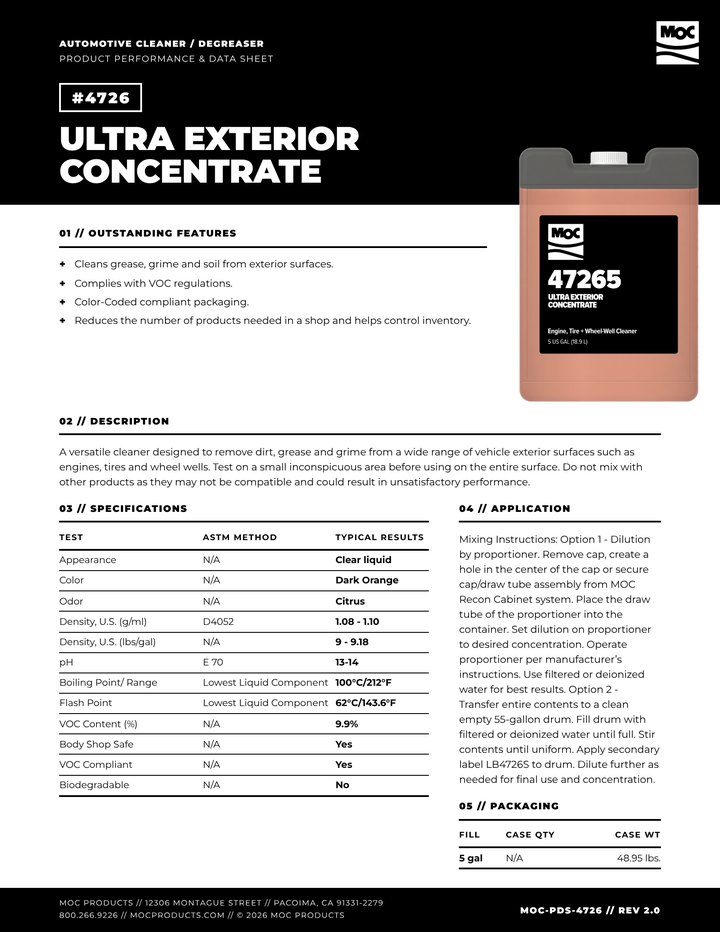 AUTOMOTIVE CLEANER / DEGREASER
PRODUCT PERFORMANCE & DATA SHEET
MOC
#4726
ULTRA EXTERIOR
CONCENTRATE
MOC
47265
ULTRA EXTERIOR
CONCENTRATE
Engine, Tire + Wheel-Well Cleaner
5 US GAL (18.9 L)
01 // OUTSTANDING FEATURES
+ Cleans grease, grime and soil from exterior surfaces.
+ Complies with VOC regulations.
+ Color-Coded compliant packaging.
+ Reduces the number of products needed in a shop and helps control inventory.
02 // DESCRIPTION
A versatile cleaner designed to remove dirt, grease and grime from a wide range of vehicle exterior surfaces such as
engines, tires and wheel wells. Test on a small inconspicuous area before using on the entire surface. Do not mix with
other products as they may not be compatible and could result in unsatisfactory performance.
03 // SPECIFICATIONS
TEST ASTM METHOD TYPICAL RESULTS
Appearance N/A Clear liquid
Color N/A Dark Orange
Odor N/A Citrus
Density, U.S. (g/ml) D4052 1.08 - 1.10
Density, U.S. (lbs/gal) N/A 9 - 9.18
pH E 70 13-14
Boiling Point/ Range Lowest Liquid Component 100°C/212°F
Flash Point Lowest Liquid Component 62°C/143.6°F
VOC Content (%) N/A 9.9%
Body Shop Safe N/A Yes
VOC Compliant N/A Yes
Biodegradable N/A No
04 // APPLICATION
Mixing Instructions: Option 1 - Dilution
by proportioner. Remove cap, create a
hole in the center of the cap or secure
cap/draw tube assembly from MOC
Recon Cabinet system. Place the draw
tube of the proportioner into the
container. Set dilution on proportioner
to desired concentration. Operate
proportioner per manufacturer's
instructions. Use filtered or deionized
water for best results. Option 2 -
Transfer entire contents to a clean
empty 55-gallon drum. Fill drum with
filtered or deionized water until full. Stir
contents until uniform. Apply secondary
label LB4726S to drum. Dilute further as
needed for final use and concentration.
05 // PACKAGING
FILL CASE QTY CASE WT
5 gal N/A 48.95 lbs.
MOC PRODUCTS // 12306 MONTAGUE STREET // PACOIMA, CA 91331-2279
800.266.9226 // MOCPRODUCTS.COM // © 2026 MOC PRODUCTS
MOC-PDS-4726 // REV 2.0